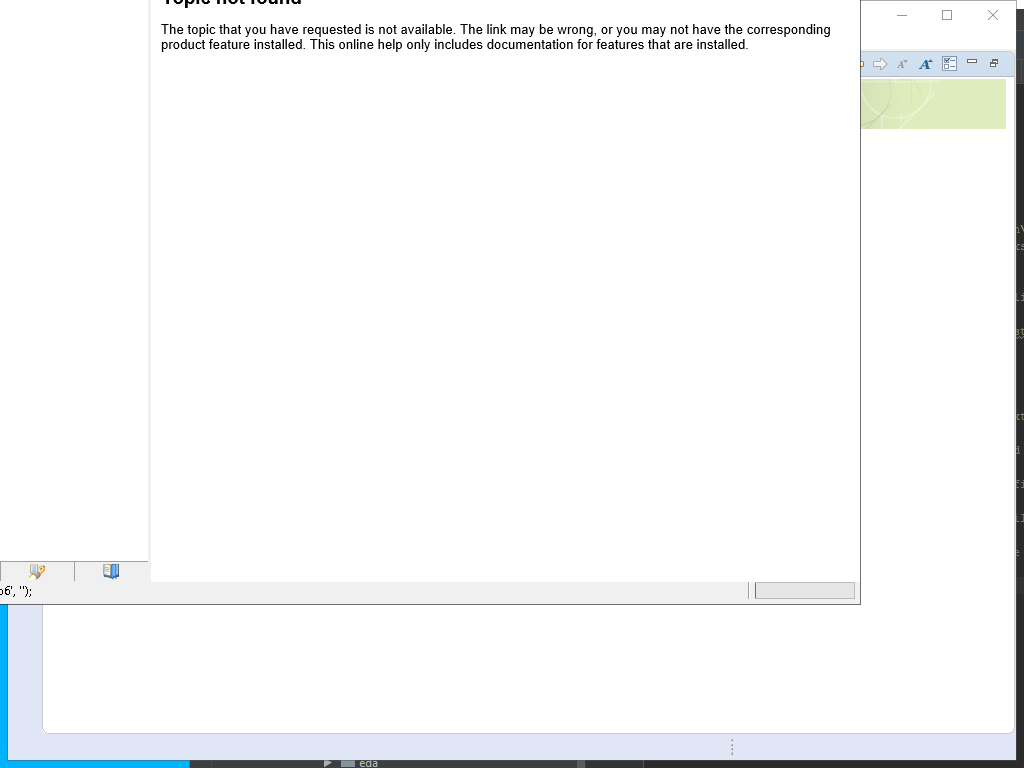 Topic not found
The topic that you have requested is not available. The link may be wrong, or you may not have the corresponding
product feature installed. This online help only includes documentation for features that are installed.
об', '');
eda